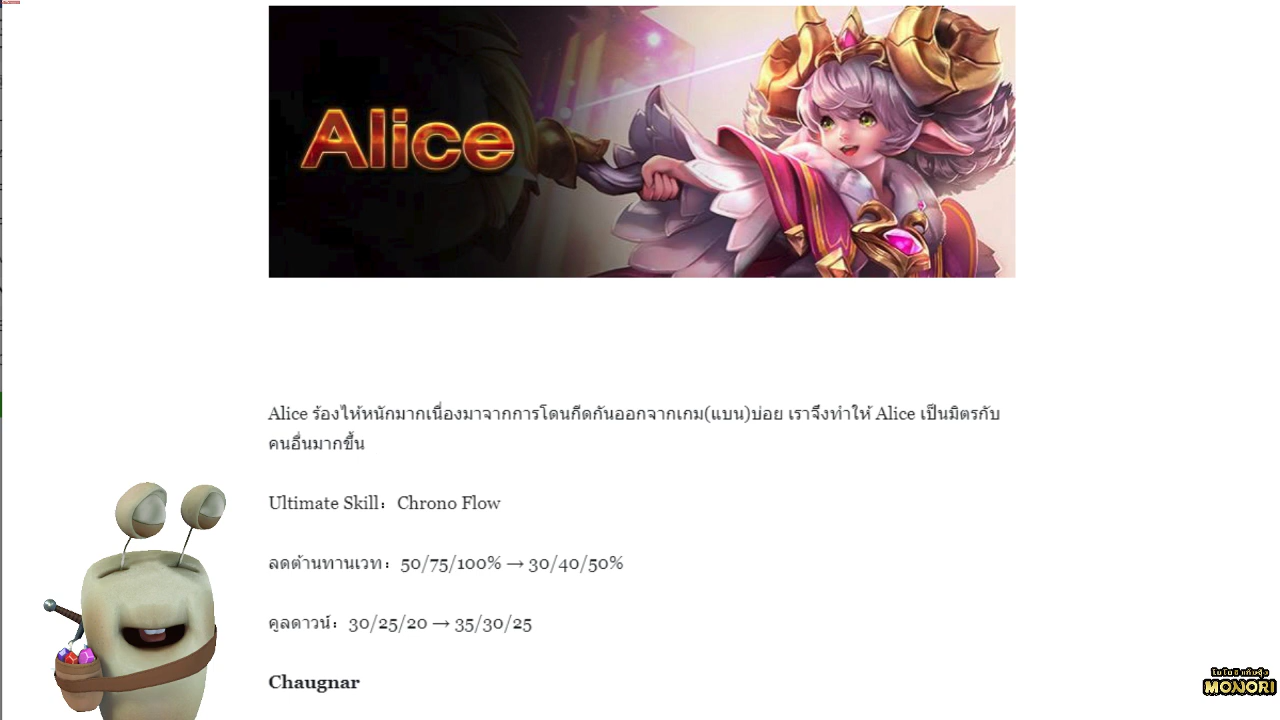 Alice
Alice ร้องไห้หนักมากเนื่องมาจากการโดนกีดกันออกจากเกม(แบน)บ่อย เราจึงทำให้ Alice เป็นมิตรกับ
คนอื่นมากขึ้น
Ultimate Skill：Chrono Flow
ลดต้านทานเวท：50/75/100% → 30/40/50%
คูลดาวน์：30/25/20 → 35/30/25
Chaugnar
MONORI